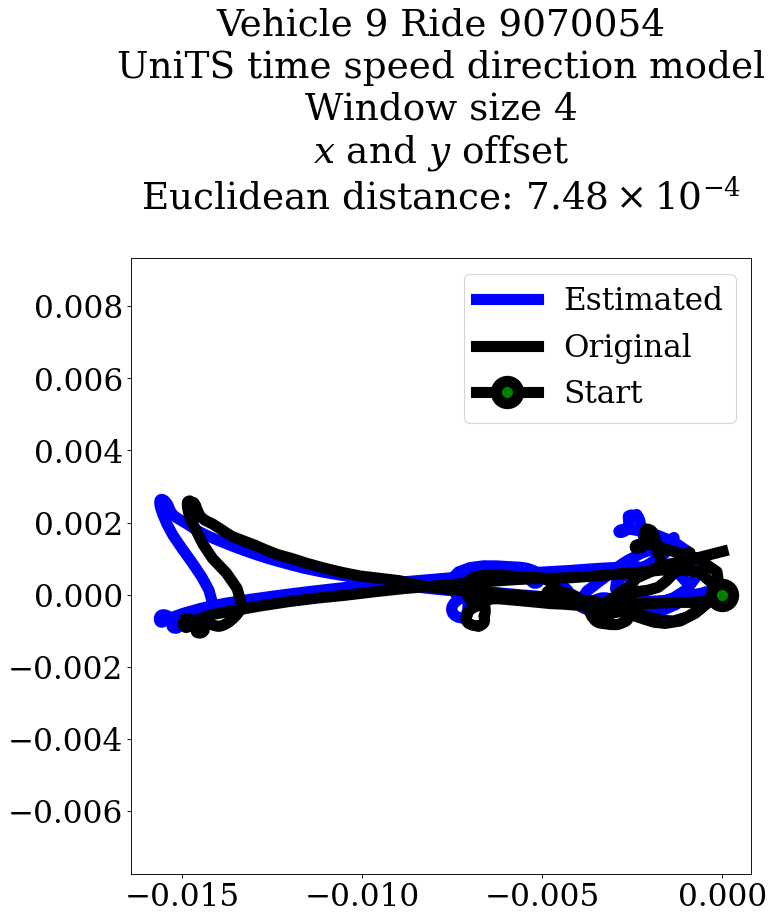 Vehicle 9 Ride 9070054
UniTS time speed direction model
Window size 4
x and y offset
Euclidean distance: 7.48 × 10⁻⁴
Estimated
Original
Start
0.008
0.006
0.004
0.002
0.000
−0.002
−0.004
−0.006
−0.015 −0.010 −0.005 0.000